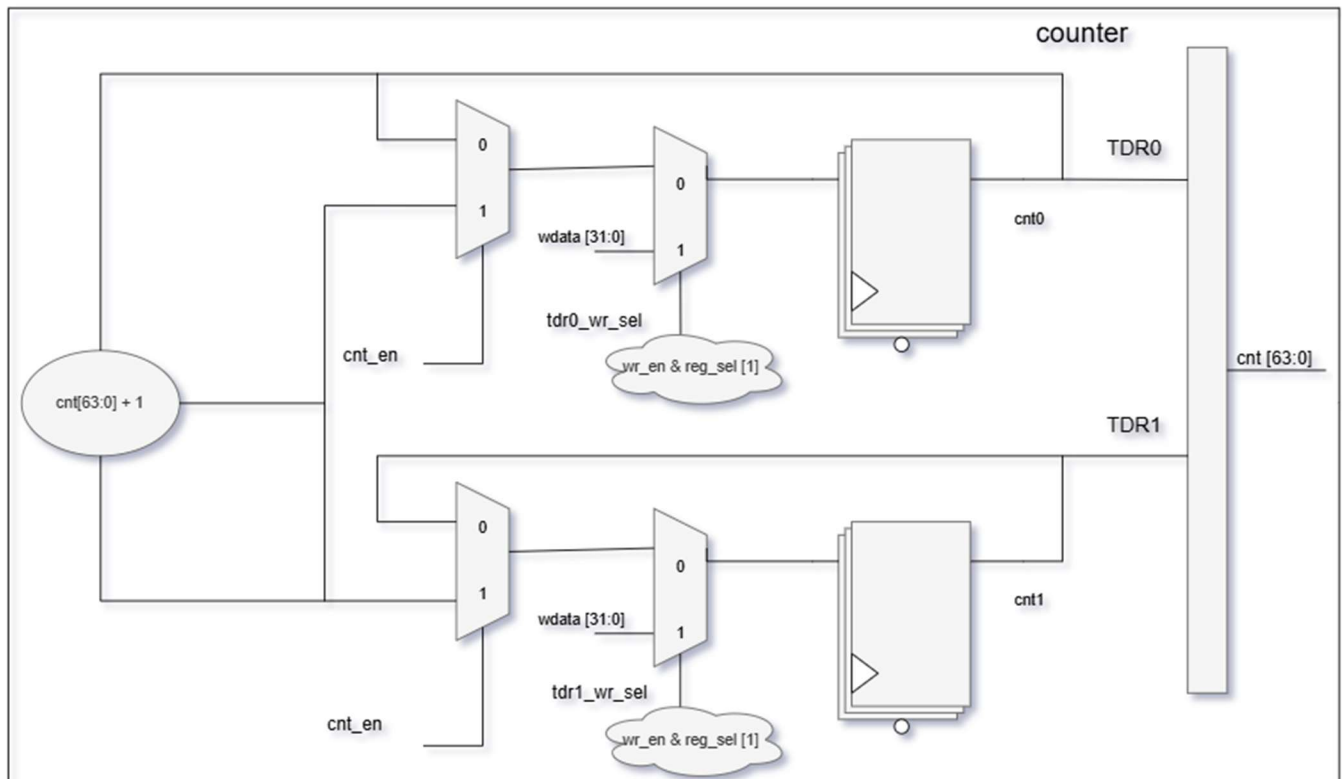 counter
TDR0
0
1
wdata [31:0]
0
1
cnt0
tdr0_wr_sel
cnt_en
wr_en & reg_sel [1]
cnt [63:0]
cnt[63:0] + 1
TDR1
0
1
wdata [31:0]
0
1
cnt1
tdr1_wr_sel
cnt_en
wr_en & reg_sel [1]